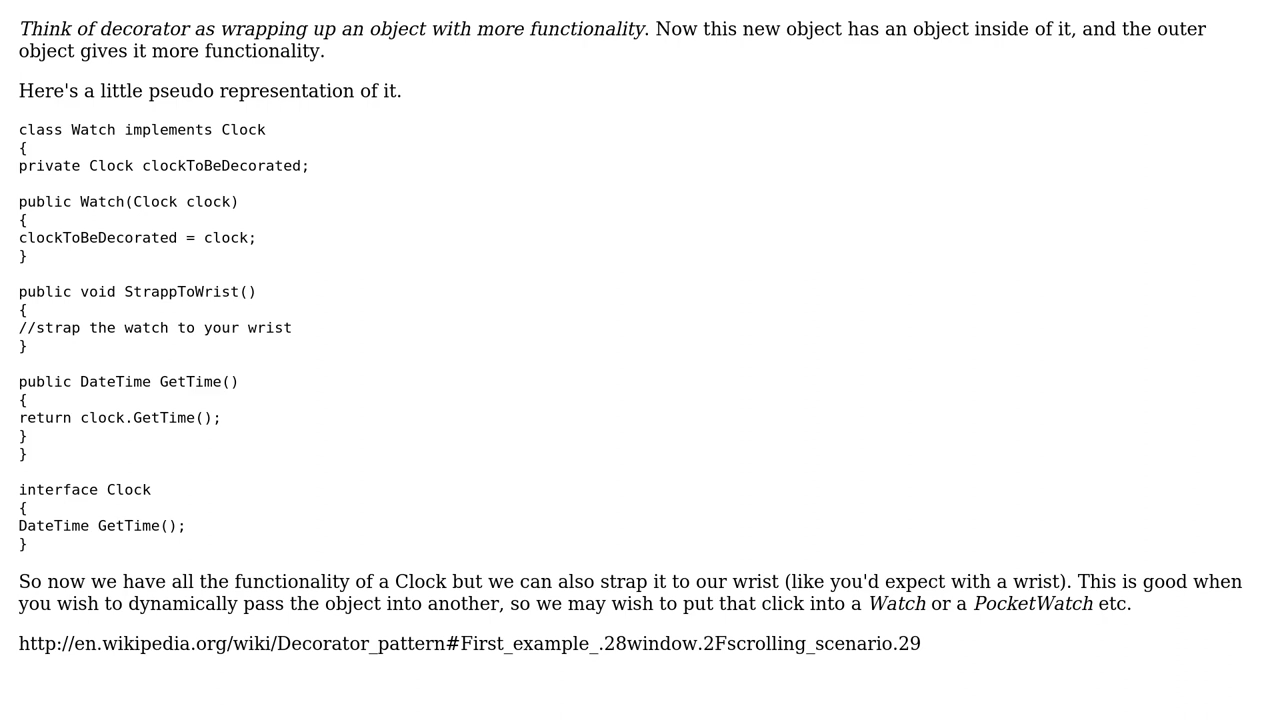 Think of decorator as wrapping up an object with more functionality. Now this new object has an object inside of it, and the outer
object gives it more functionality.
Here's a little pseudo representation of it.
class Watch implements Clock
{
private Clock clockToBeDecorated;
public Watch(Clock clock)
{
clockToBeDecorated = clock;
}
public void StrappToWrist()
{
//strap the watch to your wrist
}
public DateTime GetTime()
{
return clock.GetTime();
}
}
interface Clock
{
DateTime GetTime();
}
So now we have all the functionality of a Clock but we can also strap it to our wrist (like you'd expect with a wrist). This is good when
you wish to dynamically pass the object into another, so we may wish to put that click into a Watch or a PocketWatch etc.
http://en.wikipedia.org/wiki/Decorator_pattern#First_example_.28window.2Fscrolling_scenario.29